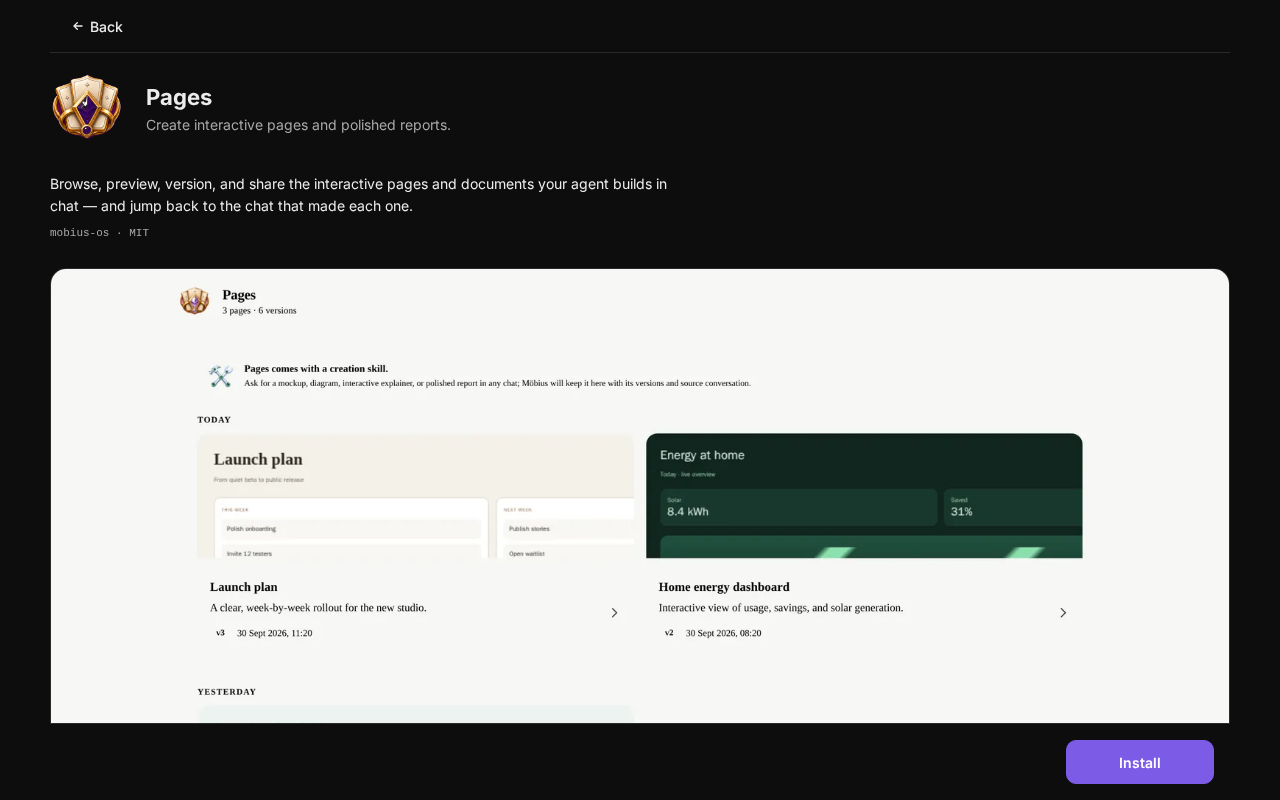 ← Back
Pages
Create interactive pages and polished reports.
Browse, preview, version, and share the interactive pages and documents your agent builds in
chat — and jump back to the chat that made each one.
mobius-os · MIT
Pages
3 pages · 6 versions
Pages comes with a creation skill.
Ask for a mockup, diagram, interactive explainer, or polished report in any chat; Möbius will keep it here with its versions and source conversation.
TODAY
Launch plan
From quiet beta to public release
THIS WEEK
NEXT WEEK
Polish onboarding
Publish stories
Invite 12 testers
Open waitlist
Energy at home
Today · live overview
Solar
8.4 kWh
Saved
31%
Launch plan
A clear, week-by-week rollout for the new studio.
v3 30 Sept 2026, 11:20
Home energy dashboard
Interactive view of usage, savings, and solar generation.
v2 30 Sept 2026, 08:20
YESTERDAY
Install